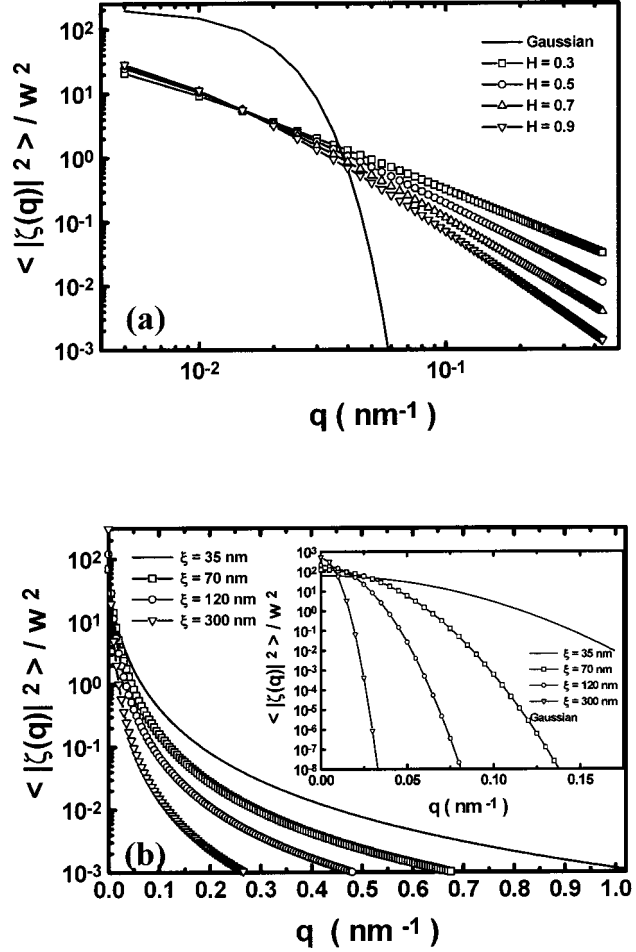 10²
10¹
10⁰
10⁻¹
10⁻²
10⁻³
< |ζ(q)| ² > / w ²
Gaussian
H = 0.3
H = 0.5
H = 0.7
H = 0.9
(a)
10⁻² 10⁻¹
q ( nm⁻¹ )
10²
10¹
10⁰
10⁻¹
10⁻²
10⁻³
< |ζ(q)| ² > / w ²
ξ = 35 nm
ξ = 70 nm
ξ = 120 nm
ξ = 300 nm
10³
10²
10¹
10⁰
10⁻¹
10⁻²
10⁻³
10⁻⁴
10⁻⁵
10⁻⁶
10⁻⁷
10⁻⁸
< |ζ(q)| ² > / w ²
ξ = 35 nm
ξ = 70 nm
ξ = 120 nm
ξ = 300 nm
Gaussian
0.00 0.05 0.10 0.15
q ( nm⁻¹ )
(b)
0.0 0.1 0.2 0.3 0.4 0.5 0.6 0.7 0.8 0.9 1.0
q ( nm⁻¹ )